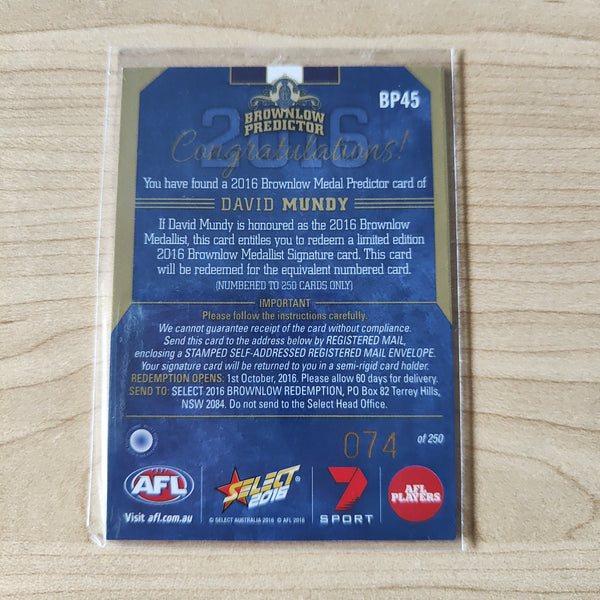 BP45
2016
BROWNLOW
PREDICTOR
Congratulations!
You have found a 2016 Brownlow Medal Predictor card of
DAVID MUNDY
If David Mundy is honoured as the 2016 Brownlow
Medallist, this card entitles you to redeem a limited edition
2016 Brownlow Medallist Signature card. This card
will be redeemed for the equivalent numbered card.
(NUMBERED TO 250 CARDS ONLY)
IMPORTANT
Please follow the instructions carefully.
We cannot guarantee receipt of the card without compliance.
Send this card to the address below by REGISTERED MAIL,
enclosing a STAMPED SELF-ADDRESSED REGISTERED MAIL ENVELOPE.
Your signature card will be returned to you in a semi-rigid card holder.
REDEMPTION OPENS: 1st October, 2016. Please allow 60 days for delivery.
SEND TO: SELECT 2016 BROWNLOW REDEMPTION, PO Box 82 Terrey Hills,
NSW 2084. Do not send to the Select Head Office.
074 of 250
AFL
SELECT
2016
7
SPORT
AFL
PLAYERS
Visit afl.com.au
© SELECT AUSTRALIA 2016 © AFL 2016